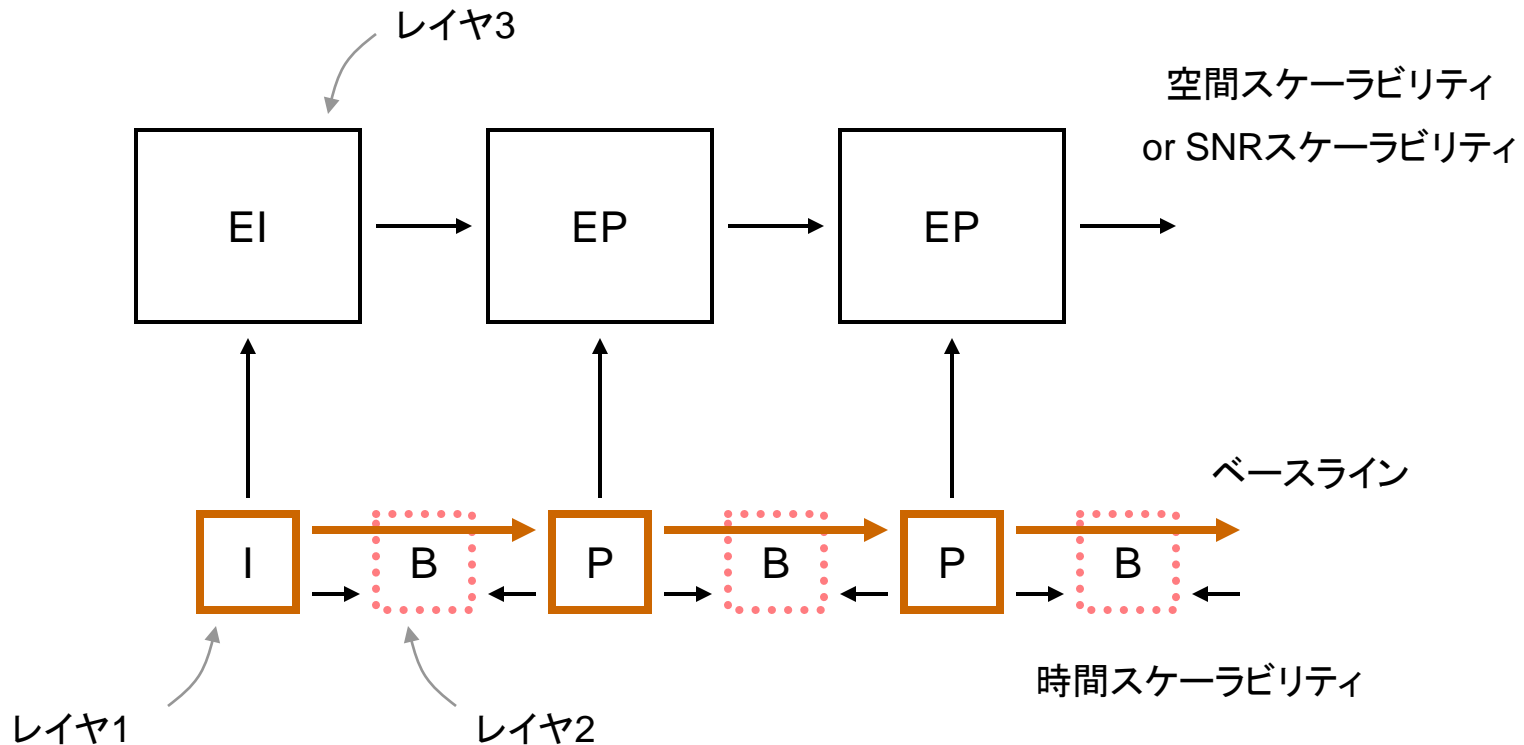 レイヤ3
空間スケーラビリティ
or SNRスケーラビリティ
EI
EP
EP
ベースライン
I
B
P
B
P
B
時間スケーラビリティ
レイヤ1
レイヤ2